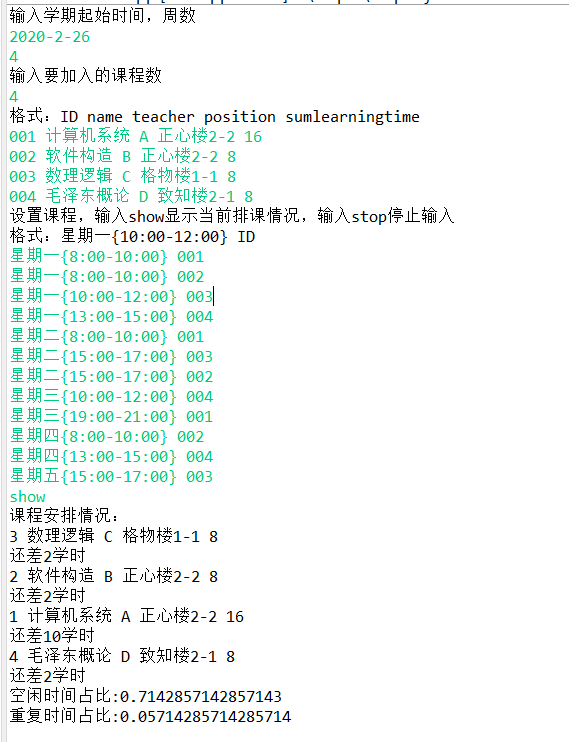 输入学期起始时间，周数
2020-2-26
4
输入要加入的课程数
4
格式：ID name teacher position sumlearningtime
001 计算机系统 A 正心楼2-2 16
002 软件构造 B 正心楼2-2 8
003 数理逻辑 C 格物楼1-1 8
004 毛泽东概论 D 致知楼2-1 8
设置课程，输入show显示当前排课情况，输入stop停止输入
格式：星期一{10:00-12:00} ID
星期一{8:00-10:00} 001
星期一{8:00-10:00} 002
星期一{10:00-12:00} 003
星期一{13:00-15:00} 004
星期二{8:00-10:00} 001
星期二{15:00-17:00} 003
星期二{15:00-17:00} 002
星期三{10:00-12:00} 004
星期三{19:00-21:00} 001
星期四{8:00-10:00} 002
星期四{13:00-15:00} 004
星期五{15:00-17:00} 003
show
课程安排情况：
3 数理逻辑 C 格物楼1-1 8
还差2学时
2 软件构造 B 正心楼2-2 8
还差2学时
1 计算机系统 A 正心楼2-2 16
还差10学时
4 毛泽东概论 D 致知楼2-1 8
还差2学时
空闲时间占比:0.7142857142857143
重复时间占比:0.05714285714285714